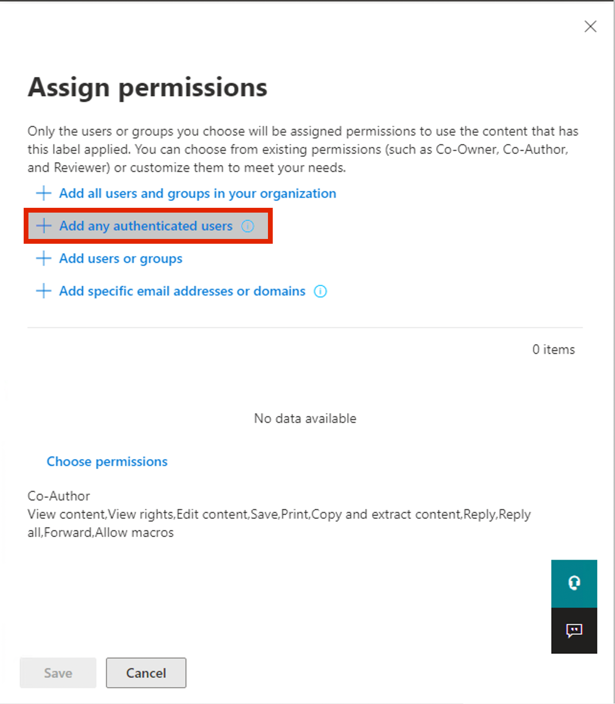 Assign permissions
Only the users or groups you choose will be assigned permissions to use the content that has
this label applied. You can choose from existing permissions (such as Co-Owner, Co-Author,
and Reviewer) or customize them to meet your needs.
Add all users and groups in your organization
Add any authenticated users
Add users or groups
Add specific email addresses or domains
0 items
No data available
Choose permissions
Co-Author
View content,View rights,Edit content,Save,Print,Copy and extract content,Reply,Reply
all,Forward,Allow macros
Save
Cancel